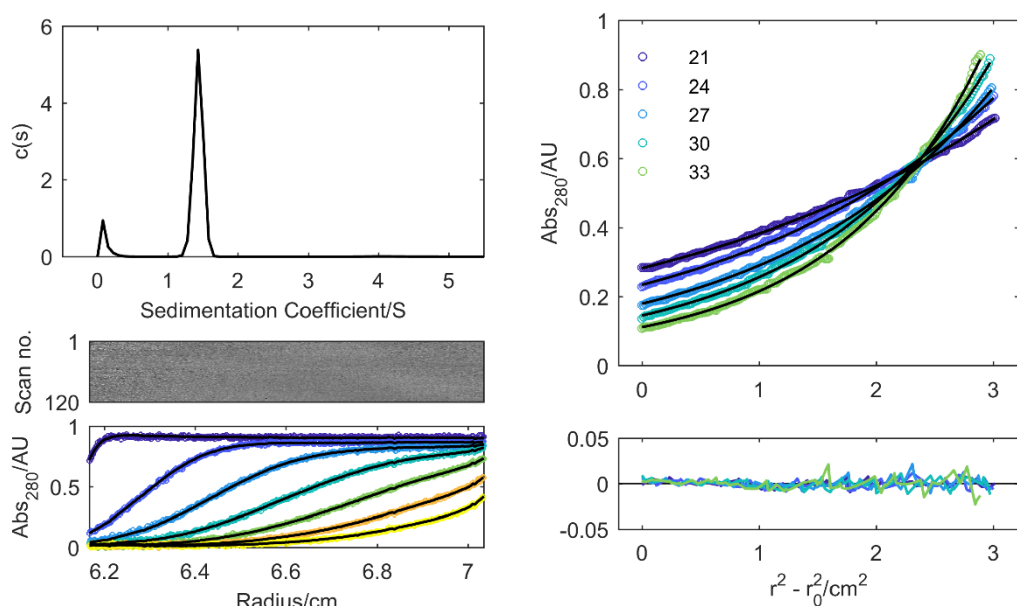 6
4
2
0
c(s)
0 1 2 3 4 5
Sedimentation Coefficient/S
1
120
Scan no.
1
0.5
0
Abs280/AU
6.2 6.4 6.6 6.8 7
Radius/cm
1
0.8
0.6
0.4
0.2
0
Abs280/AU
21
24
27
30
33
0 1 2 3
0.05
0
-0.05
0 1 2 3
r² - r₀²/cm²